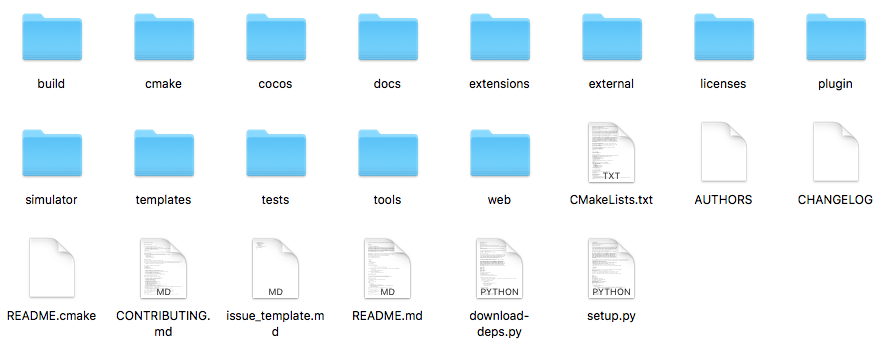 build cmake cocos docs extensions external licenses plugin
TXT
simulator templates tests tools web CMakeLists.txt AUTHORS CHANGELOG
MD MD MD PYTHON PYTHON
README.cmake CONTRIBUTING. issue_template.m README.md download- setup.py
md d deps.py